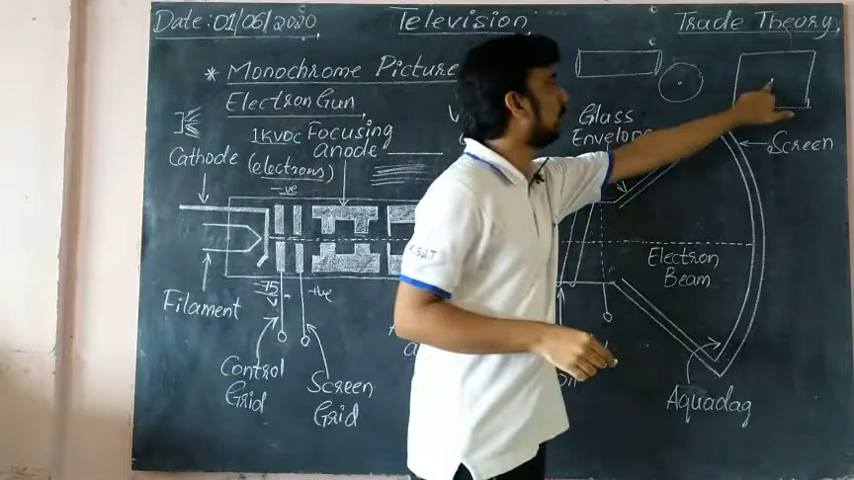 Date: 01/06/2020
Television
Trade Theory
* Monochrome Picture
Electron Gun
1KVDC Focusing
anode
Cathode
(electrons)
-ve
Glass
Envelope
Screen
Electron
Beam
Filament
-75
V
+ve
Control
Grid
Screen
Grid
Aquadag